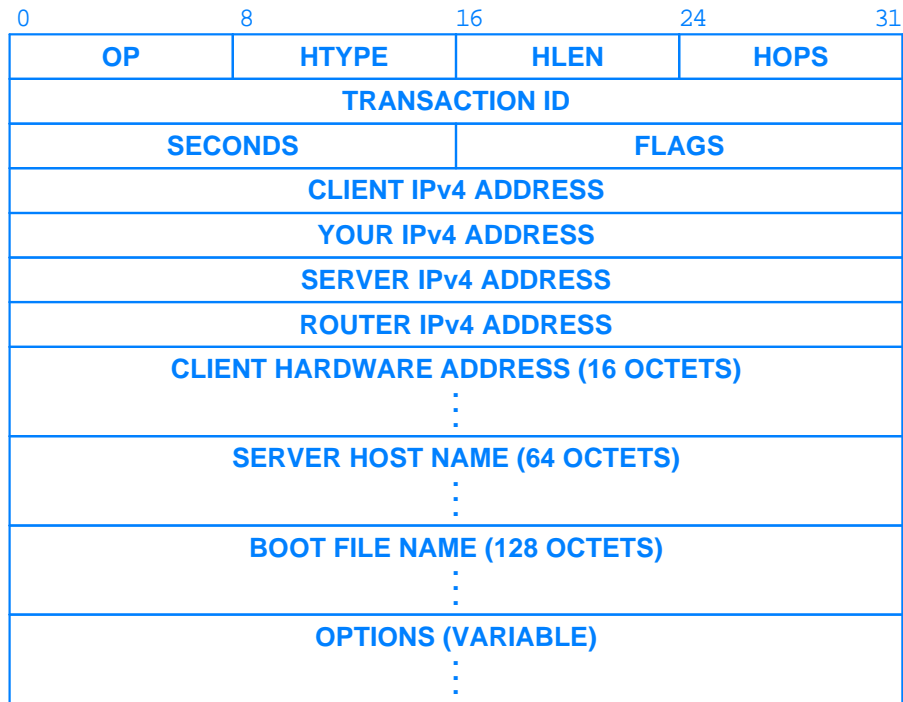 0 8 16 24 31
OP HTYPE HLEN HOPS
TRANSACTION ID
SECONDS FLAGS
CLIENT IPv4 ADDRESS
YOUR IPv4 ADDRESS
SERVER IPv4 ADDRESS
ROUTER IPv4 ADDRESS
CLIENT HARDWARE ADDRESS (16 OCTETS)
SERVER HOST NAME (64 OCTETS)
BOOT FILE NAME (128 OCTETS)
OPTIONS (VARIABLE)